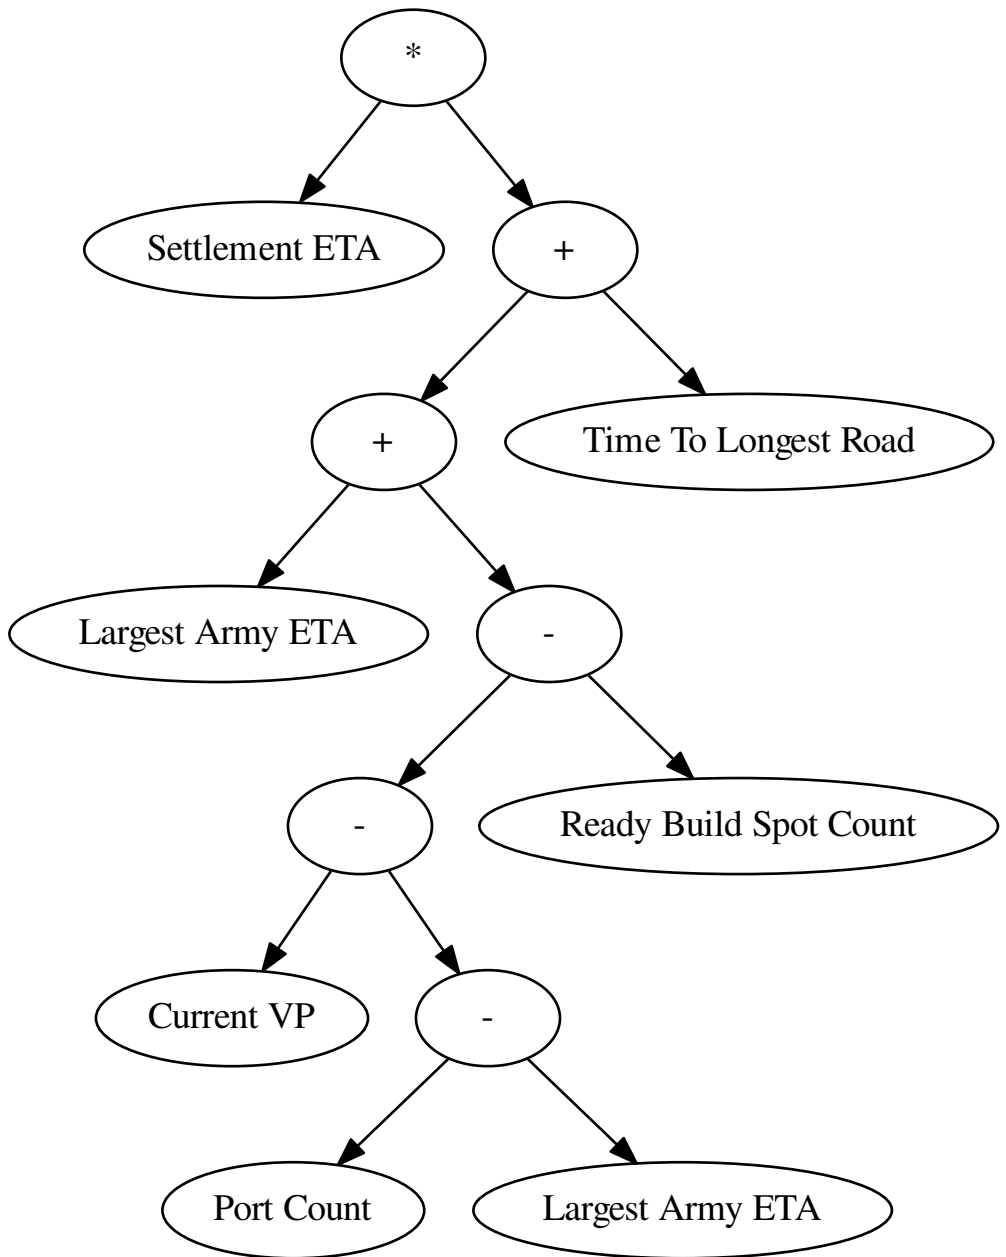 *
Settlement ETA
+
+
Time To Longest Road
Largest Army ETA
-
-
Ready Build Spot Count
Current VP
-
Port Count
Largest Army ETA